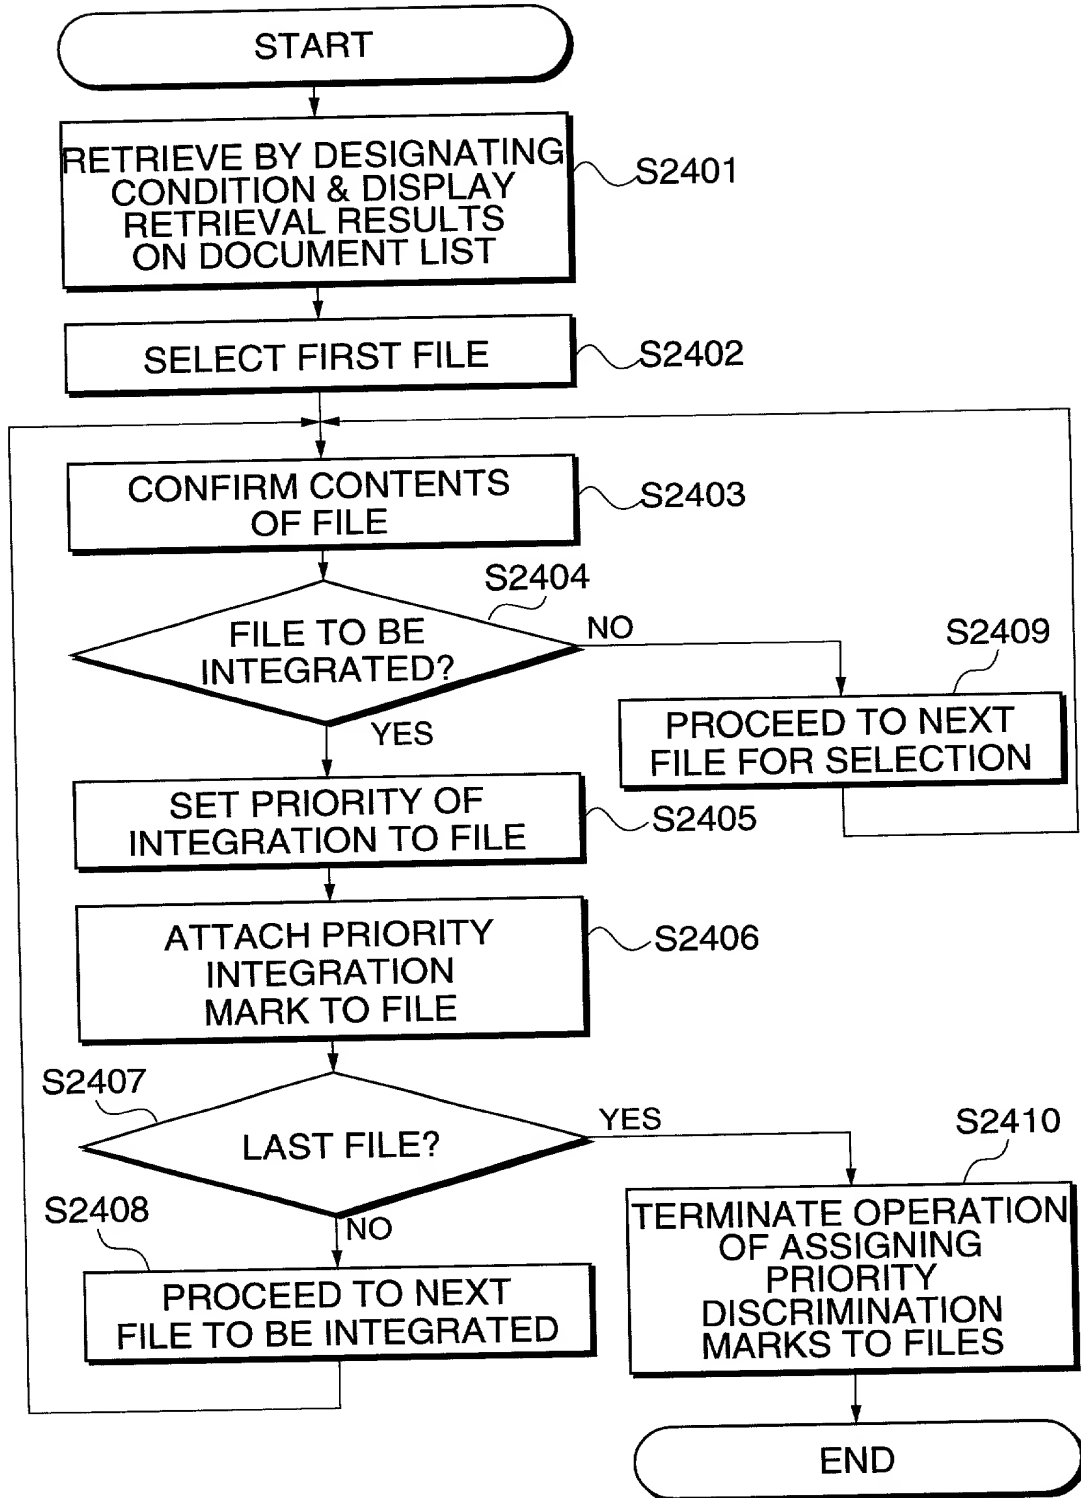 START
RETRIEVE BY DESIGNATING
CONDITION & DISPLAY
RETRIEVAL RESULTS
ON DOCUMENT LIST
S2401
SELECT FIRST FILE
S2402
CONFIRM CONTENTS
OF FILE
S2403
S2404
FILE TO BE
INTEGRATED?
NO
YES
S2409
PROCEED TO NEXT
FILE FOR SELECTION
SET PRIORITY OF
INTEGRATION TO FILE
S2405
ATTACH PRIORITY
INTEGRATION
MARK TO FILE
S2406
S2407
LAST FILE?
YES
NO
S2410
TERMINATE OPERATION
OF ASSIGNING
PRIORITY
DISCRIMINATION
MARKS TO FILES
S2408
PROCEED TO NEXT
FILE TO BE INTEGRATED
END